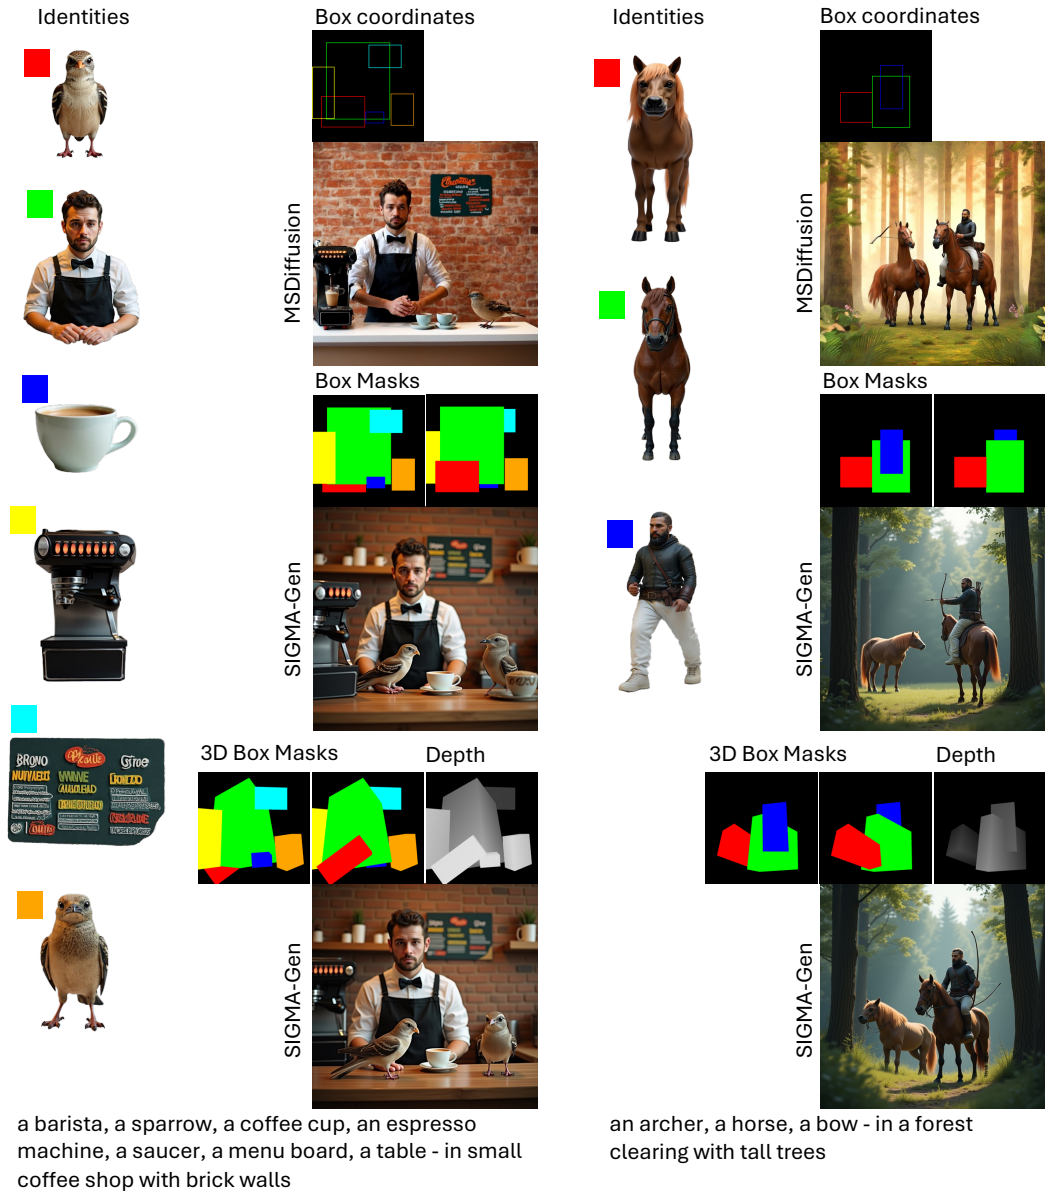 Identities
Box coordinates
MSDiffusion
Box Masks
SIGMA-Gen
3D Box Masks
Depth
SIGMA-Gen
a barista, a sparrow, a coffee cup, an espresso
machine, a saucer, a menu board, a table - in small
coffee shop with brick walls
Identities
Box coordinates
MSDiffusion
Box Masks
SIGMA-Gen
3D Box Masks
Depth
SIGMA-Gen
an archer, a horse, a bow - in a forest
clearing with tall trees